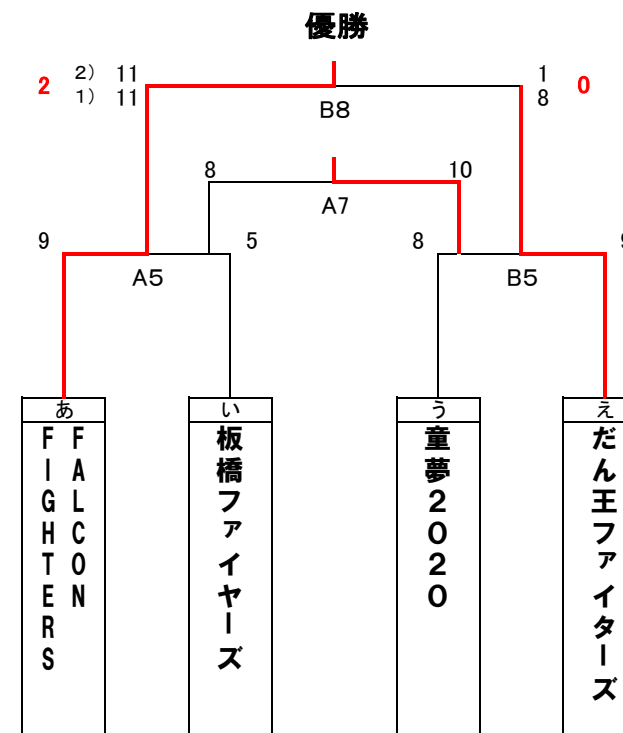 優勝
2 2) 11 1 0
1) 11 8
B8
8 10
A7
9 5 8 9
A5 B5
あ い う え
FALCON
FIGHTERS
板橋ファイヤーズ
童夢2020
だん王ファイターズ